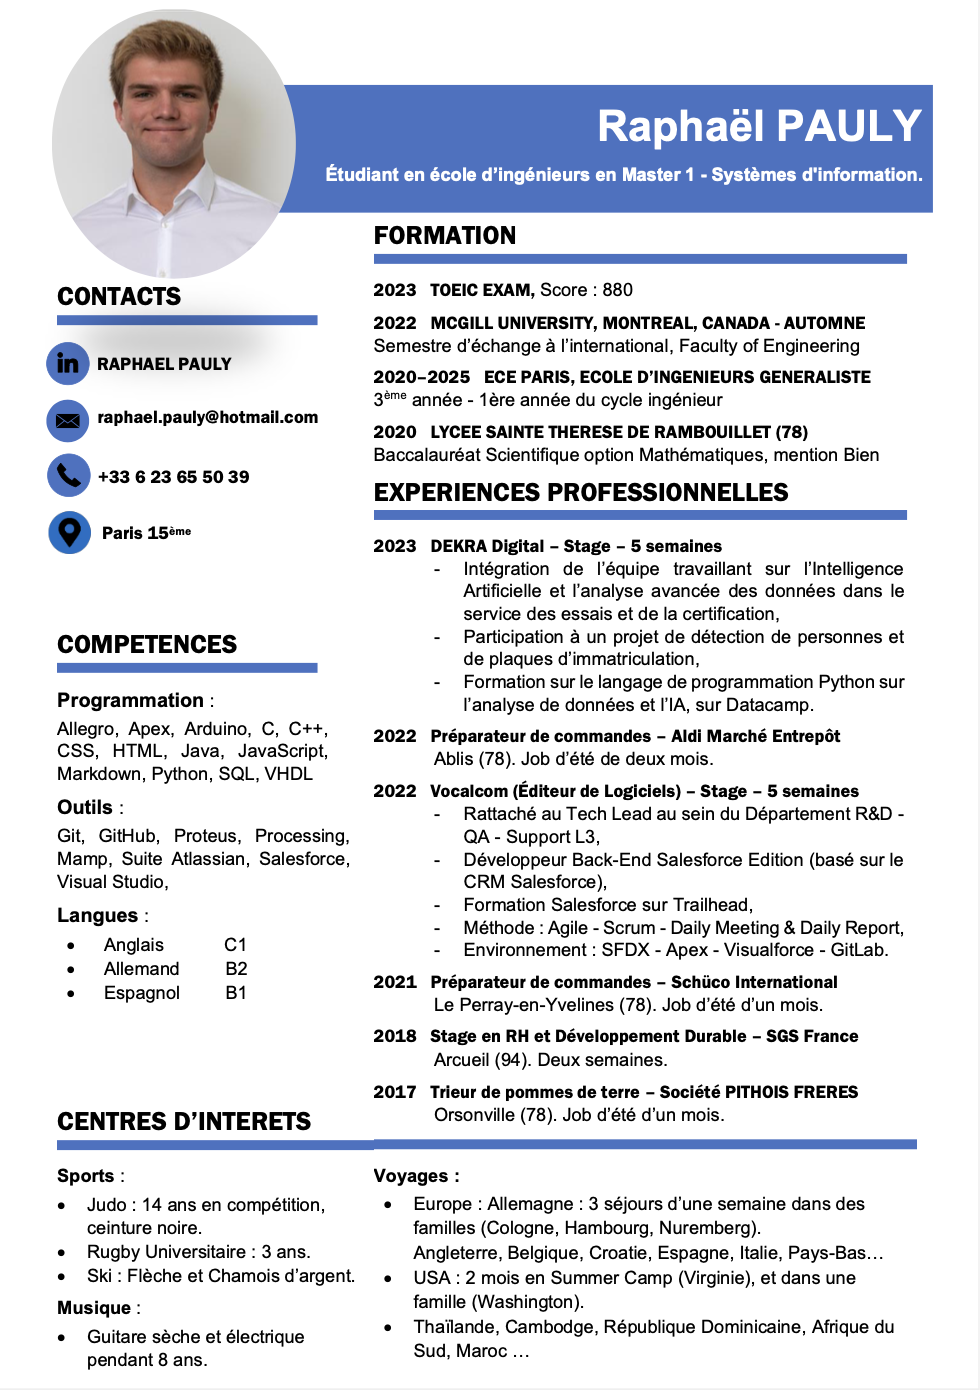 Raphaël PAULY
Étudiant en école d’ingénieurs en Master 1 - Systèmes d'information.
CONTACTS
in RAPHAEL PAULY
raphael.pauly@hotmail.com
+33 6 23 65 50 39
Paris 15ème
COMPETENCES
Programmation :
Allegro, Apex, Arduino, C, C++,
CSS, HTML, Java, JavaScript,
Markdown, Python, SQL, VHDL
Outils :
Git, GitHub, Proteus, Processing,
Mamp, Suite Atlassian, Salesforce,
Visual Studio,
Langues :
• Anglais C1
• Allemand B2
• Espagnol B1
FORMATION
2023 TOEIC EXAM, Score : 880
2022 MCGILL UNIVERSITY, MONTREAL, CANADA - AUTOMNE
Semestre d’échange à l’international, Faculty of Engineering
2020–2025 ECE PARIS, ECOLE D’INGENIEURS GENERALISTE
3ème année - 1ère année du cycle ingénieur
2020 LYCEE SAINTE THERESE DE RAMBOUILLET (78)
Baccalauréat Scientifique option Mathématiques, mention Bien
EXPERIENCES PROFESSIONNELLES
2023 DEKRA Digital – Stage – 5 semaines
- Intégration de l’équipe travaillant sur l’Intelligence
Artificielle et l’analyse avancée des données dans le
service des essais et de la certification,
- Participation à un projet de détection de personnes et
de plaques d’immatriculation,
- Formation sur le langage de programmation Python sur
l’analyse de données et l’IA, sur Datacamp.
2022 Préparateur de commandes – Aldi Marché Entrepôt
Ablis (78). Job d’été de deux mois.
2022 Vocalcom (Éditeur de Logiciels) – Stage – 5 semaines
- Rattaché au Tech Lead au sein du Département R&D -
QA - Support L3,
- Développeur Back-End Salesforce Edition (basé sur le
CRM Salesforce),
- Formation Salesforce sur Trailhead,
- Méthode : Agile - Scrum - Daily Meeting & Daily Report,
- Environnement : SFDX - Apex - Visualforce - GitLab.
2021 Préparateur de commandes – Schüco International
Le Perray-en-Yvelines (78). Job d’été d’un mois.
2018 Stage en RH et Développement Durable – SGS France
Arcueil (94). Deux semaines.
2017 Trieur de pommes de terre – Société PITHOIS FRERES
Orsonville (78). Job d’été d’un mois.
CENTRES D’INTERETS
Sports :
• Judo : 14 ans en compétition,
ceinture noire.
• Rugby Universitaire : 3 ans.
• Ski : Flèche et Chamois d’argent.
Musique :
• Guitare sèche et électrique
pendant 8 ans.
Voyages :
• Europe : Allemagne : 3 séjours d’une semaine dans des
familles (Cologne, Hambourg, Nuremberg).
Angleterre, Belgique, Croatie, Espagne, Italie, Pays-Bas…
• USA : 2 mois en Summer Camp (Virginie), et dans une
famille (Washington).
• Thaïlande, Cambodge, République Dominicaine, Afrique du
Sud, Maroc …